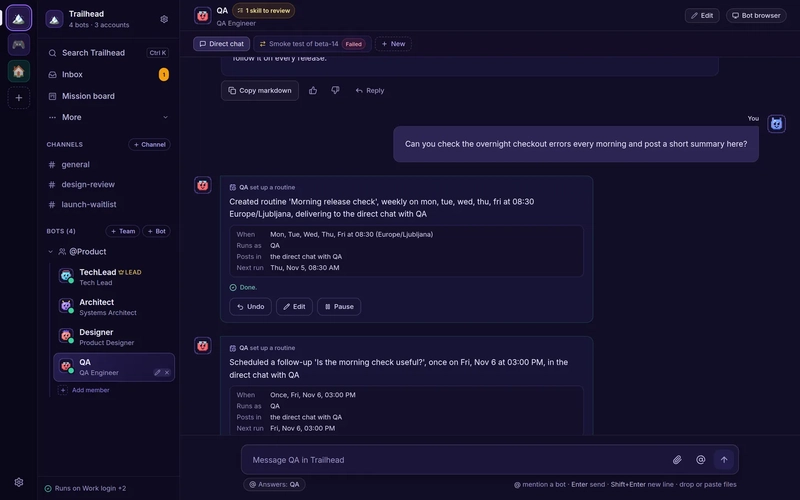 Trailhead
4 bots · 3 accounts
Search Trailhead
Ctrl K
Inbox
1
Mission board
More
CHANNELS
+ Channel
# general
# design-review
# launch-waitlist
BOTS (4)
+ Team
+ Bot
@Product
TechLead
LEAD
Tech Lead
Architect
Systems Architect
Designer
Product Designer
QA
QA Engineer
+ Add member
Runs on Work login +2
QA
1 skill to review
QA Engineer
Edit
Bot browser
Direct chat
Smoke test of beta-14
Failed
+ New
follow it on every release.
Copy markdown
Reply
You
Can you check the overnight checkout errors every morning and post a short summary here?
QA set up a routine
Created routine 'Morning release check', weekly on mon, tue, wed, thu, fri at 08:30
Europe/Ljubljana, delivering to the direct chat with QA
When Mon, Tue, Wed, Thu, Fri at 08:30 (Europe/Ljubljana)
Runs as QA
Posts in the direct chat with QA
Next run Thu, Nov 5, 08:30 AM
Done.
Undo
Edit
Pause
QA set up a routine
Scheduled a follow-up 'Is the morning check useful?', once on Fri, Nov 6 at 03:00 PM, in the
direct chat with QA
When Once, Fri, Nov 6, 03:00 PM
Runs as QA
Posts in the direct chat with QA
Next run Fri, Nov 6, 03:00 PM
Message QA in Trailhead
@ Answers: QA
@ mention a bot · Enter send · Shift+Enter new line · drop or paste files